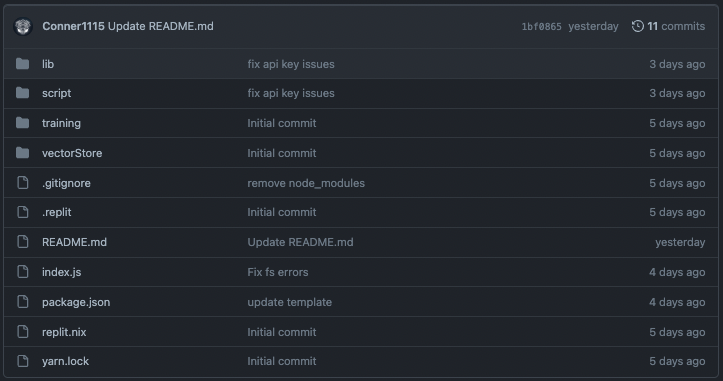 Conner1115 Update README.md 1bf0865 yesterday 11 commits
lib fix api key issues 3 days ago
script fix api key issues 3 days ago
training Initial commit 5 days ago
vectorStore Initial commit 5 days ago
.gitignore remove node_modules 5 days ago
.replit Initial commit 5 days ago
README.md Update README.md yesterday
index.js Fix fs errors 4 days ago
package.json update template 4 days ago
replit.nix Initial commit 5 days ago
yarn.lock Initial commit 5 days ago